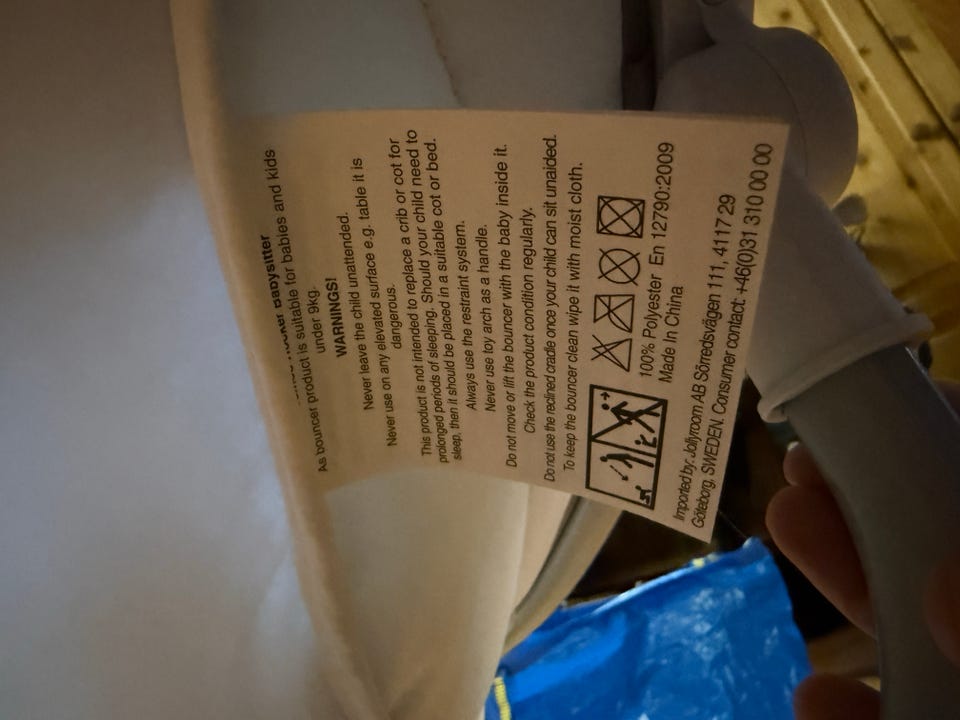 babysitter
As bouncer product is suitable for babies and kids
under 9kg.
WARNINGS!
Never leave the child unattended.
Never use on any elevated surface e.g. table it is
dangerous.
This product is not intended to replace a crib or cot for
prolonged periods of sleeping. Should your child need to
sleep, then it should be placed in a suitable cot or bed.
Always use the restraint system.
Never use toy arch as a handle.
Do not move or lift the bouncer with the baby inside it.
Check the product condition regularly.
Do not use the reclined cradle once your child can sit unaided.
To keep the bouncer clean wipe it with moist cloth.
100% Polyester En 12790:2009
Made In China
Imported by: Jollyroom AB Sörredsvägen 111, 4117 29
Göteborg, SWEDEN. Consumer contact: +46(0)31 310 00 00